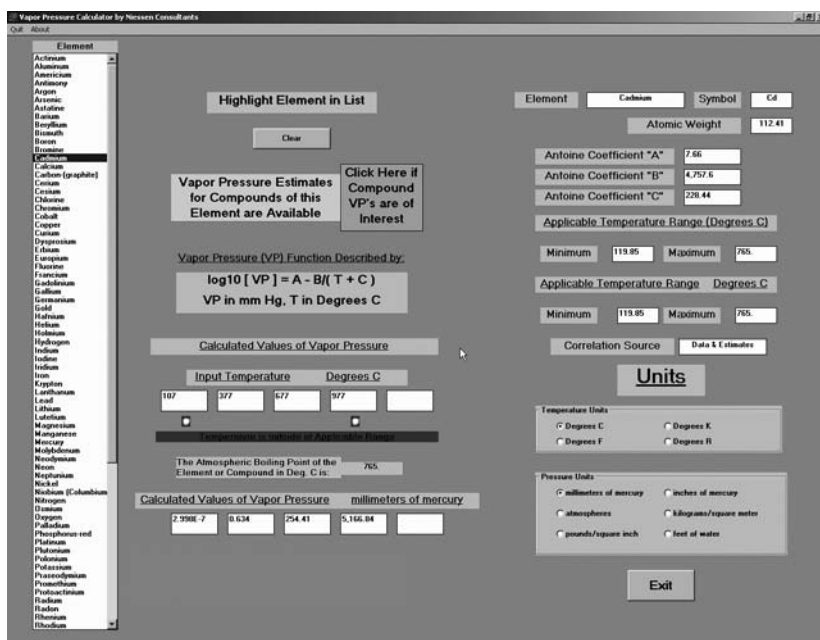 Vapor Pressure Calculator by Niessen Consultants
Quit About
Element
Actinium
Aluminum
Americium
Antimony
Argon
Arsenic
Astatine
Barium
Beryllium
Bismuth
Boron
Bromine
Cadmium
Calcium
Carbon-(graphite)
Cerium
Cesium
Chlorine
Chromium
Cobalt
Copper
Curium
Dysprosium
Erbium
Europium
Fluorine
Francium
Gadolinium
Gallium
Germanium
Gold
Hafnium
Helium
Holmium
Hydrogen
Indium
Iodine
Iridium
Iron
Krypton
Lanthanum
Lead
Lithium
Lutetium
Magnesium
Manganese
Mercury
Molybdenum
Neodymium
Neon
Neptunium
Nickel
Niobium (Columbium
Nitrogen
Osmium
Oxygen
Palladium
Phosphorus-red
Platinum
Plutonium
Polonium
Potassium
Praseodymium
Promethium
Protoactinium
Radium
Radon
Rhenium
Rhodium
Highlight Element in List
Clear
Vapor Pressure Estimates
for Compounds of this
Element are Available
Click Here if
Compound
VP's are of
Interest
Vapor Pressure (VP) Function Described by:
log10 [ VP ] = A - B/( T + C )
VP in mm Hg, T in Degrees C
Calculated Values of Vapor Pressure
Input Temperature Degrees C
107 377 677 977
Temperature is outside of Applicable Range
The Atmospheric Boiling Point of the
Element or Compound in Deg. C is: 765.
Calculated Values of Vapor Pressure millimeters of mercury
2.998E-7 0.634 254.41 5,166.84
Element Cadmium Symbol Cd
Atomic Weight 112.41
Antoine Coefficient "A" 7.66
Antoine Coefficient "B" 4,757.6
Antoine Coefficient "C" 228.44
Applicable Temperature Range (Degrees C)
Minimum 119.85 Maximum 765.
Applicable Temperature Range Degrees C
Minimum 119.85 Maximum 765.
Correlation Source Data & Estimates
Units
Temperature Units
Degrees C Degrees K
Degrees F Degrees R
Pressure Units
millimeters of mercury inches of mercury
atmospheres kilograms/square meter
pounds/square inch feet of water
Exit